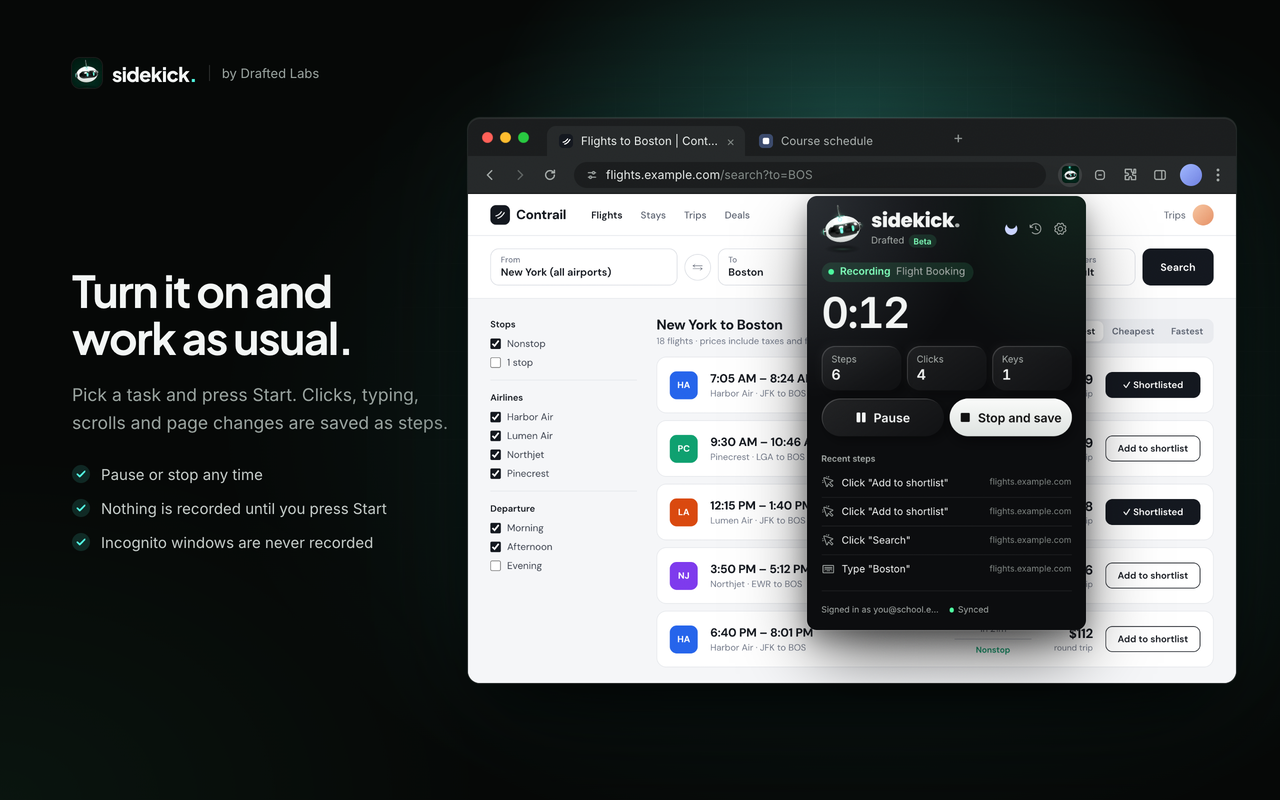 sidekick.
by Drafted Labs
Turn it on and
work as usual.
Pick a task and press Start. Clicks, typing,
scrolls and page changes are saved as steps.
Pause or stop any time
Nothing is recorded until you press Start
Incognito windows are never recorded
Flights to Boston | Cont...
Course schedule
flights.example.com/search?to=BOS
Contrail
Flights
Stays
Trips
Deals
Trips
From
New York (all airports)
To
Boston
Search
Stops
Nonstop
1 stop
Airlines
Harbor Air
Lumen Air
Northjet
Pinecrest
Departure
Morning
Afternoon
Evening
New York to Boston
18 flights · prices include taxes and
Cheapest
Fastest
HA
7:05 AM – 8:24 A
Harbor Air · JFK to BOS
✓ Shortlisted
PC
9:30 AM – 10:46
Pinecrest · LGA to BOS
Add to shortlist
LA
12:15 PM – 1:40 P
Lumen Air · JFK to BOS
✓ Shortlisted
NJ
3:50 PM – 5:12 PM
Northjet · EWR to BOS
Add to shortlist
HA
6:40 PM – 8:01 PM
Harbor Air · JFK to BOS
Nonstop
$112
round trip
Add to shortlist
sidekick.
Drafted
Beta
Recording Flight Booking
0:12
Steps
6
Clicks
4
Keys
1
Pause
Stop and save
Recent steps
Click "Add to shortlist"
flights.example.com
Click "Add to shortlist"
flights.example.com
Click "Search"
flights.example.com
Type "Boston"
flights.example.com
Signed in as you@school.e...
Synced